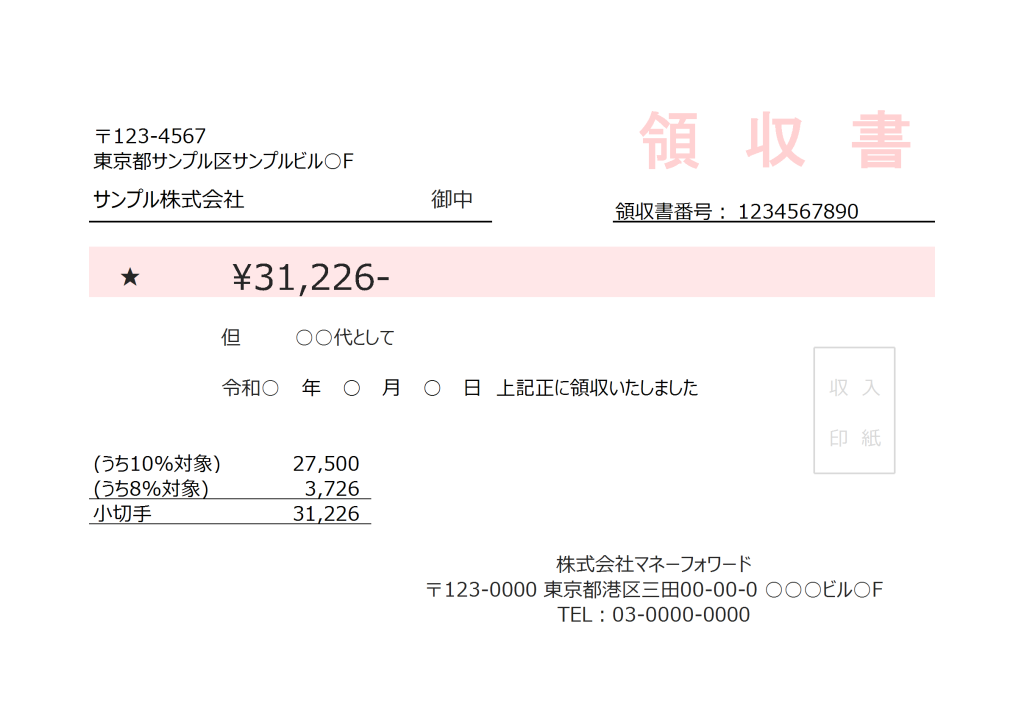 領 収 書
〒123-4567
東京都サンプル区サンプルビル○F
サンプル株式会社 御中
領収書番号： 1234567890
★ ¥31,226-
但 ○○代として
令和○ 年 ○ 月 ○ 日 上記正に領収いたしました
収 入
印 紙
(うち10%対象) 27,500
(うち8%対象) 3,726
小切手 31,226
株式会社マネーフォワード
〒123-0000 東京都港区三田00-00-0 ○○○ビル○F
TEL：03-0000-0000